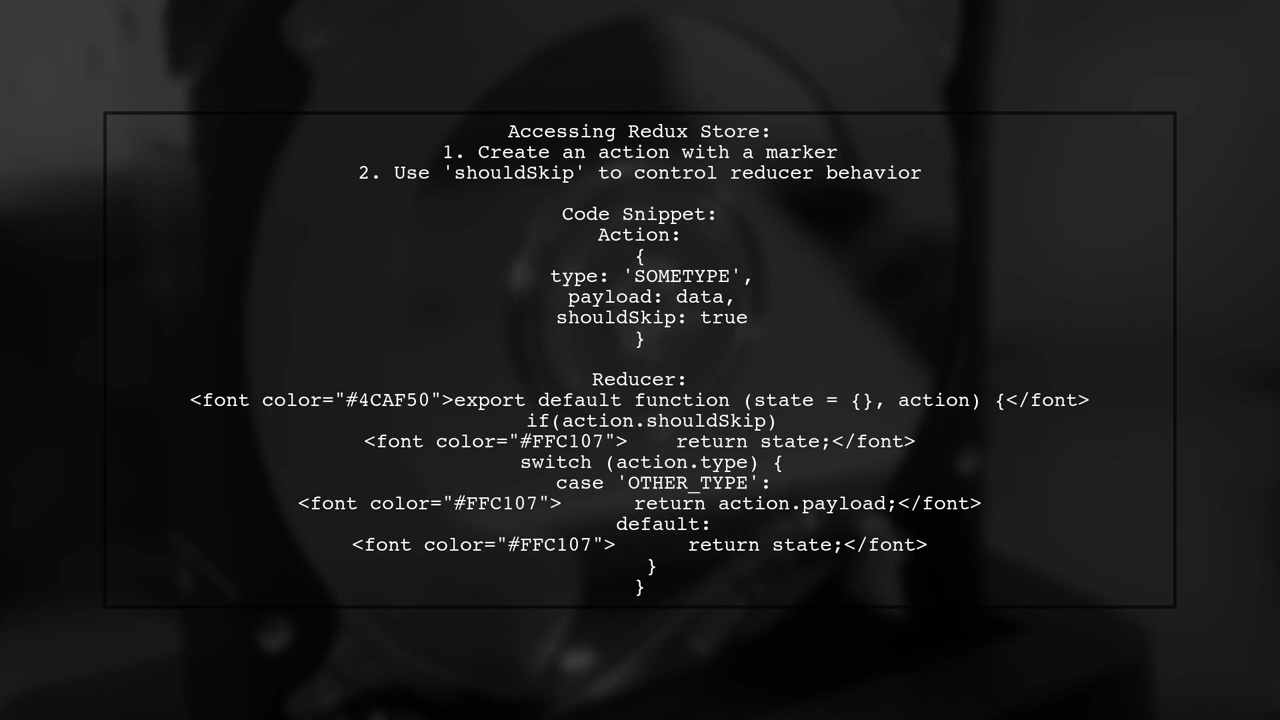 Accessing Redux Store:
1. Create an action with a marker
2. Use 'shouldSkip' to control reducer behavior
Code Snippet:
Action:
{
type: 'SOMETYPE',
payload: data,
shouldSkip: true
}
Reducer:
<font color="#4CAF50">export default function (state = {}, action) {</font>
if(action.shouldSkip)
<font color="#FFC107">    return state;</font>
switch (action.type) {
case 'OTHER_TYPE':
<font color="#FFC107">      return action.payload;</font>
default:
<font color="#FFC107">      return state;</font>
}
}